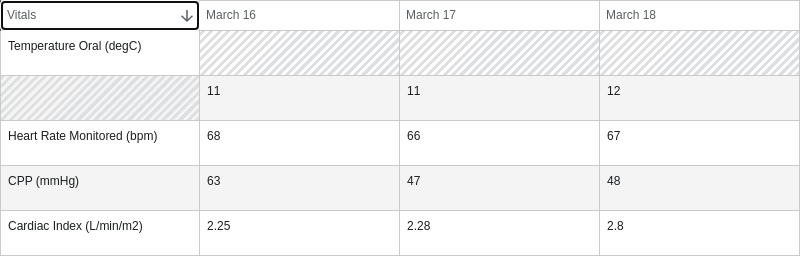 Vitals March 16 March 17 March 18
Temperature Oral (degC)
11 11 12
Heart Rate Monitored (bpm) 68 66 67
CPP (mmHg) 63 47 48
Cardiac Index (L/min/m2) 2.25 2.28 2.8